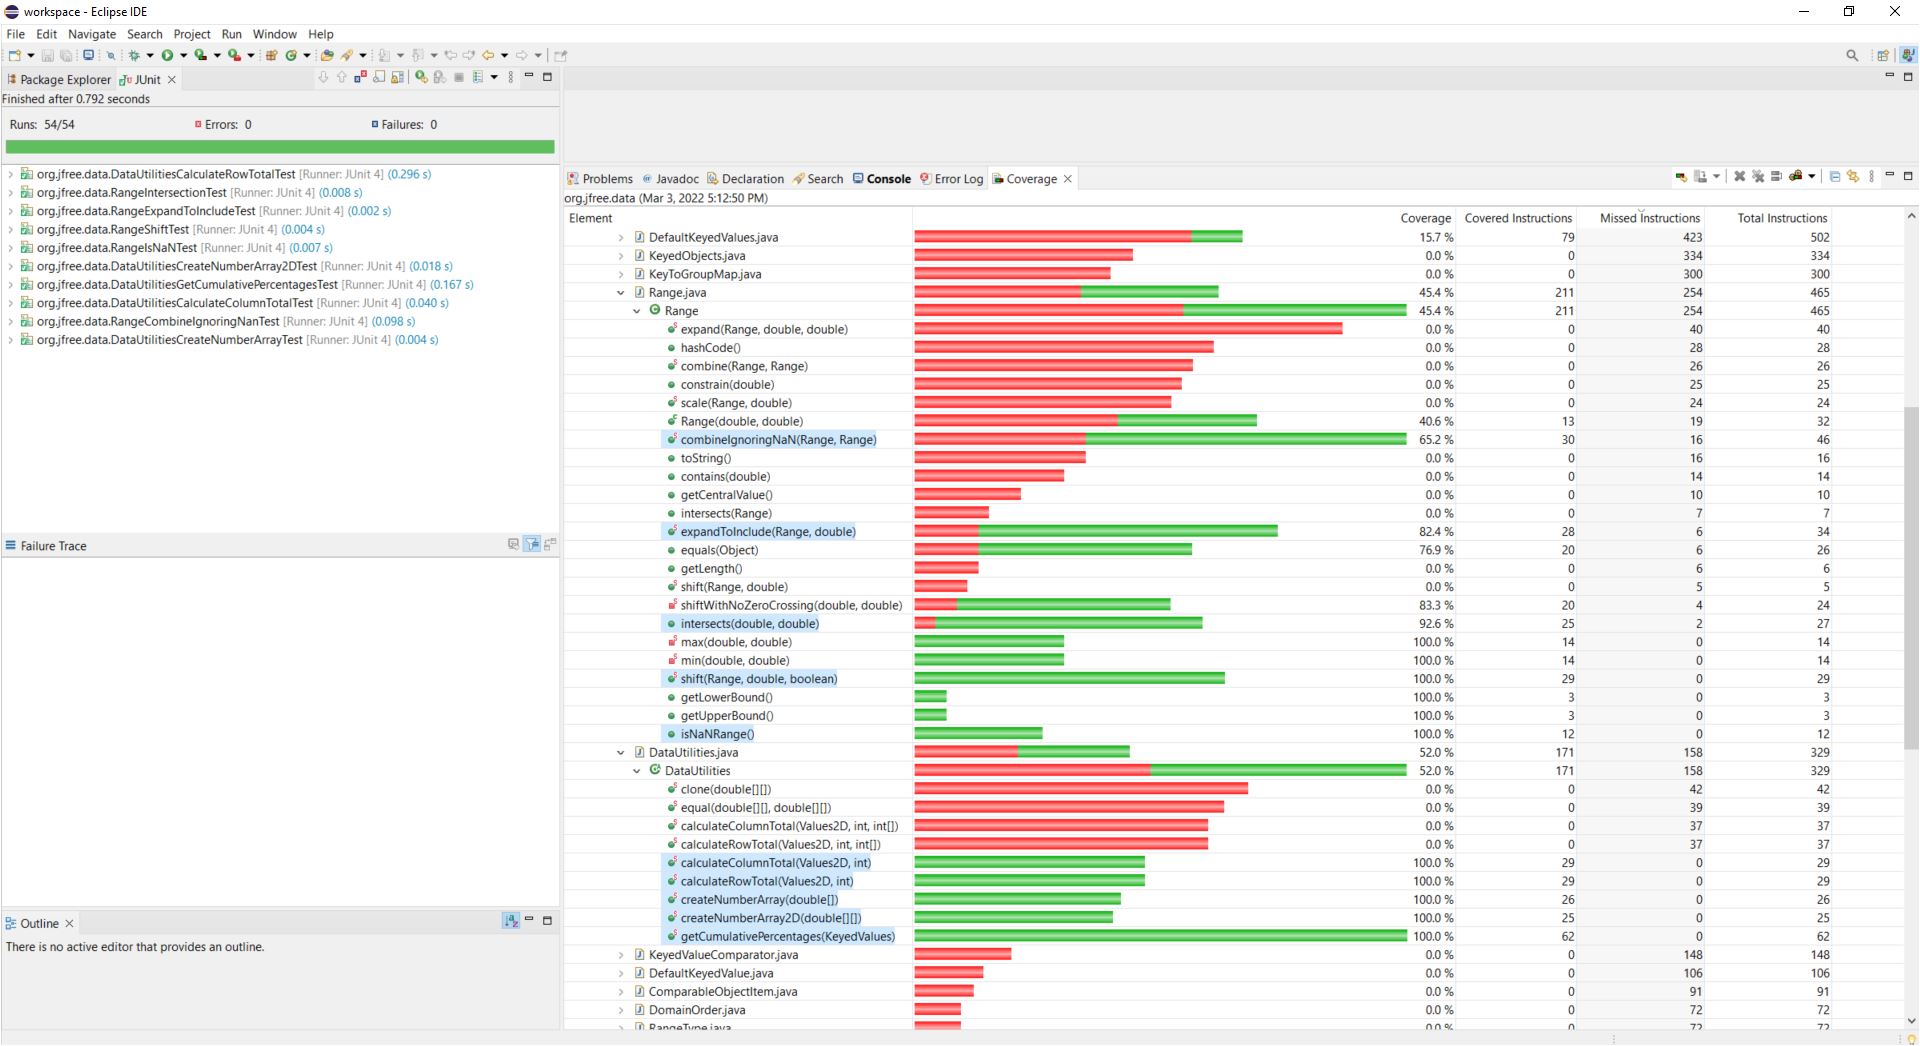 workspace - Eclipse IDE
File Edit Navigate Search Project Run Window Help
Package Explorer JUnit
Finished after 0.792 seconds
Runs: 54/54 Errors: 0 Failures: 0
org.jfree.data.DataUtilitiesCalculateRowTotalTest [Runner: JUnit 4] (0.296 s)
org.jfree.data.RangeIntersectionTest [Runner: JUnit 4] (0.008 s)
org.jfree.data.RangeExpandToIncludeTest [Runner: JUnit 4] (0.002 s)
org.jfree.data.RangeShiftTest [Runner: JUnit 4] (0.004 s)
org.jfree.data.RangeIsNaNTest [Runner: JUnit 4] (0.007 s)
org.jfree.data.DataUtilitiesCreateNumberArray2DTest [Runner: JUnit 4] (0.018 s)
org.jfree.data.DataUtilitiesGetCumulativePercentagesTest [Runner: JUnit 4] (0.167 s)
org.jfree.data.DataUtilitiesCalculateColumnTotalTest [Runner: JUnit 4] (0.040 s)
org.jfree.data.RangeCombineIgnoringNanTest [Runner: JUnit 4] (0.098 s)
org.jfree.data.DataUtilitiesCreateNumberArrayTest [Runner: JUnit 4] (0.004 s)
Failure Trace
Outline
There is no active editor that provides an outline.
Problems Javadoc Declaration Search Console Error Log Coverage
org.jfree.data (Mar 3, 2022 5:12:50 PM)
Element Coverage Covered Instructions Missed Instructions Total Instructions
DefaultKeyedValues.java 15.7 % 79 423 502
KeyedObjects.java 0.0 % 0 334 334
KeyToGroupMap.java 0.0 % 0 300 300
Range.java 45.4 % 211 254 465
Range 45.4 % 211 254 465
expand(Range, double, double) 0.0 % 0 40 40
hashCode() 0.0 % 0 28 28
combine(Range, Range) 0.0 % 0 26 26
constrain(double) 0.0 % 0 25 25
scale(Range, double) 0.0 % 0 24 24
Range(double, double) 40.6 % 13 19 32
combineIgnoringNaN(Range, Range) 65.2 % 30 16 46
toString() 0.0 % 0 16 16
contains(double) 0.0 % 0 14 14
getCentralValue() 0.0 % 0 10 10
intersects(Range) 0.0 % 0 7 7
expandToInclude(Range, double) 82.4 % 28 6 34
equals(Object) 76.9 % 20 6 26
getLength() 0.0 % 0 6 6
shift(Range, double) 0.0 % 0 5 5
shiftWithNoZeroCrossing(double, double) 83.3 % 20 4 24
intersects(double, double) 92.6 % 25 2 27
max(double, double) 100.0 % 14 0 14
min(double, double) 100.0 % 14 0 14
shift(Range, double, boolean) 100.0 % 29 0 29
getLowerBound() 100.0 % 3 0 3
getUpperBound() 100.0 % 3 0 3
isNaNRange() 100.0 % 12 0 12
DataUtilities.java 52.0 % 171 158 329
DataUtilities 52.0 % 171 158 329
clone(double[][]) 0.0 % 0 42 42
equal(double[][], double[][]) 0.0 % 0 39 39
calculateColumnTotal(Values2D, int, int[]) 0.0 % 0 37 37
calculateRowTotal(Values2D, int, int[]) 0.0 % 0 37 37
calculateColumnTotal(Values2D, int) 100.0 % 29 0 29
calculateRowTotal(Values2D, int) 100.0 % 29 0 29
createNumberArray(double[]) 100.0 % 26 0 26
createNumberArray2D(double[][]) 100.0 % 25 0 25
getCumulativePercentages(KeyedValues) 100.0 % 62 0 62
KeyedValueComparator.java 0.0 % 0 148 148
DefaultKeyedValue.java 0.0 % 0 106 106
ComparableObjectItem.java 0.0 % 0 91 91
DomainOrder.java 0.0 % 0 72 72
RangeType.java 0.0 % 0 72 72